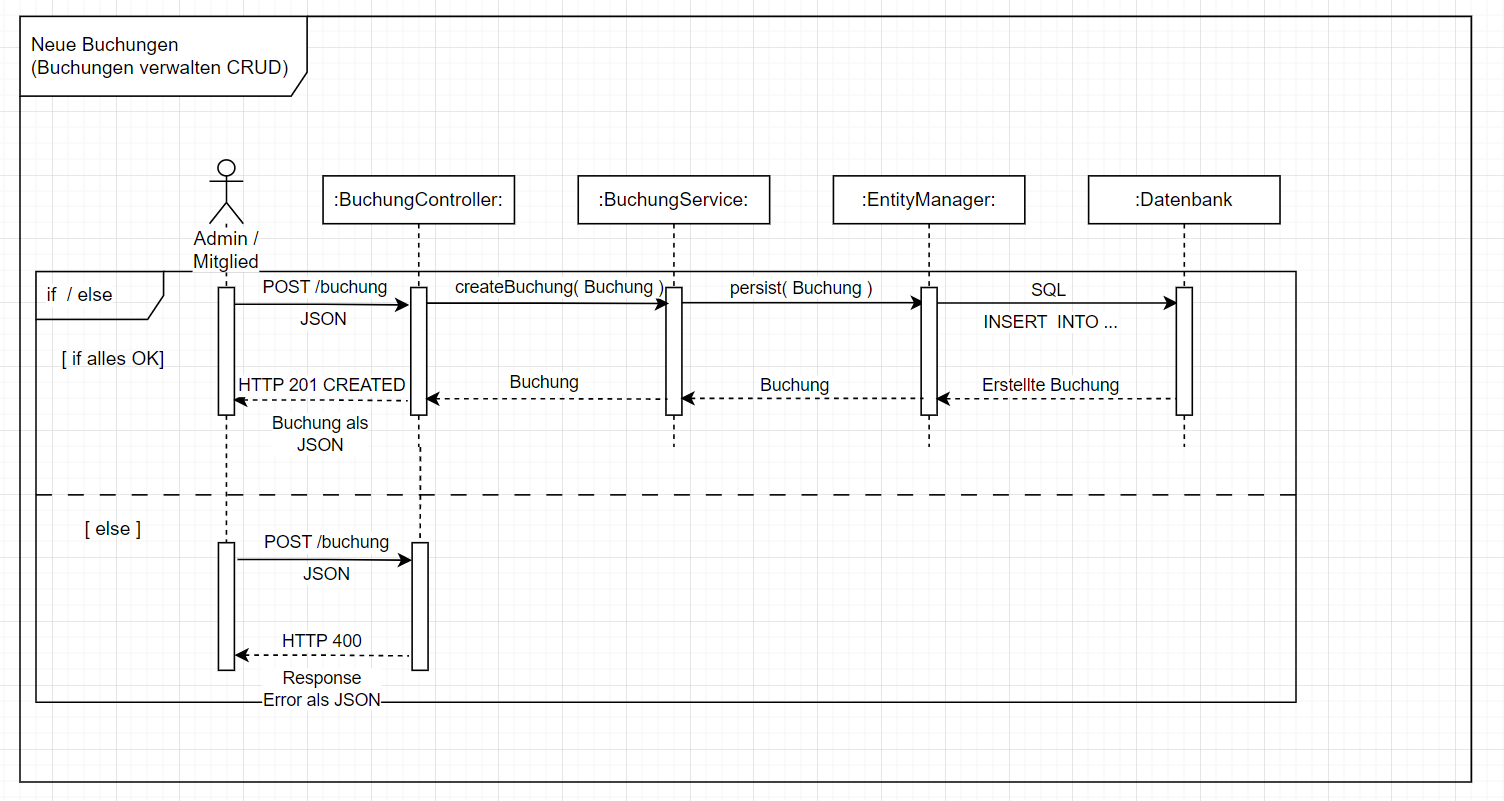 Neue Buchungen
(Buchungen verwalten CRUD)
Admin /
Mitglied
:BuchungController:
:BuchungService:
:EntityManager:
:Datenbank
if / else
[ if alles OK]
POST /buchung
JSON
createBuchung( Buchung )
persist( Buchung )
SQL
INSERT INTO ...
HTTP 201 CREATED
Buchung als
JSON
Buchung
Buchung
Erstellte Buchung
[ else ]
POST /buchung
JSON
HTTP 400
Response
Error als JSON